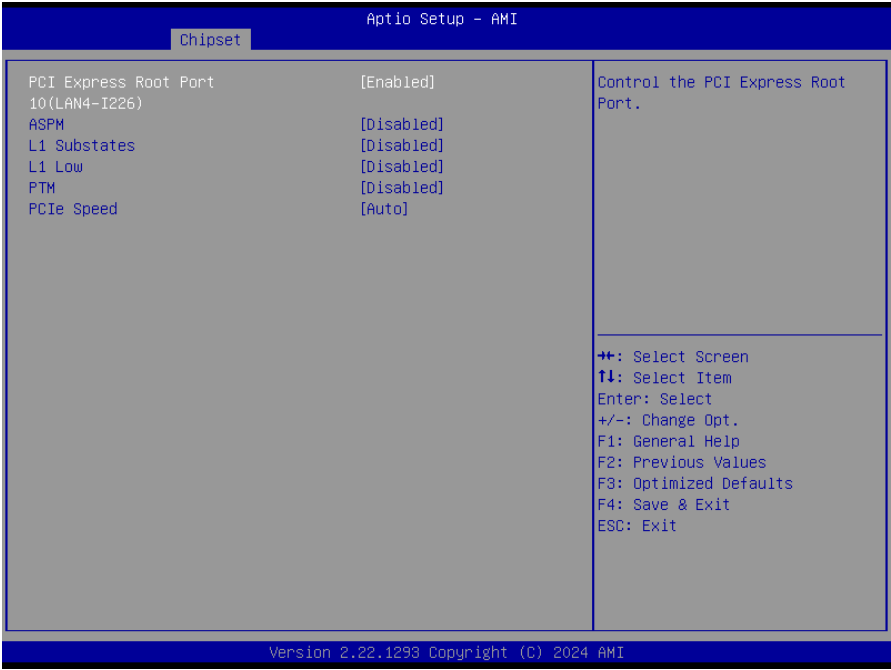 Aptio Setup – AMI
Chipset
PCI Express Root Port 10(LAN4-I226) [Enabled]
ASPM [Disabled]
L1 Substates [Disabled]
L1 Low [Disabled]
PTM [Disabled]
PCIe Speed [Auto]
Control the PCI Express Root
Port.
→←: Select Screen
↑↓: Select Item
Enter: Select
+/-: Change Opt.
F1: General Help
F2: Previous Values
F3: Optimized Defaults
F4: Save & Exit
ESC: Exit
Version 2.22.1293 Copyright (C) 2024 AMI